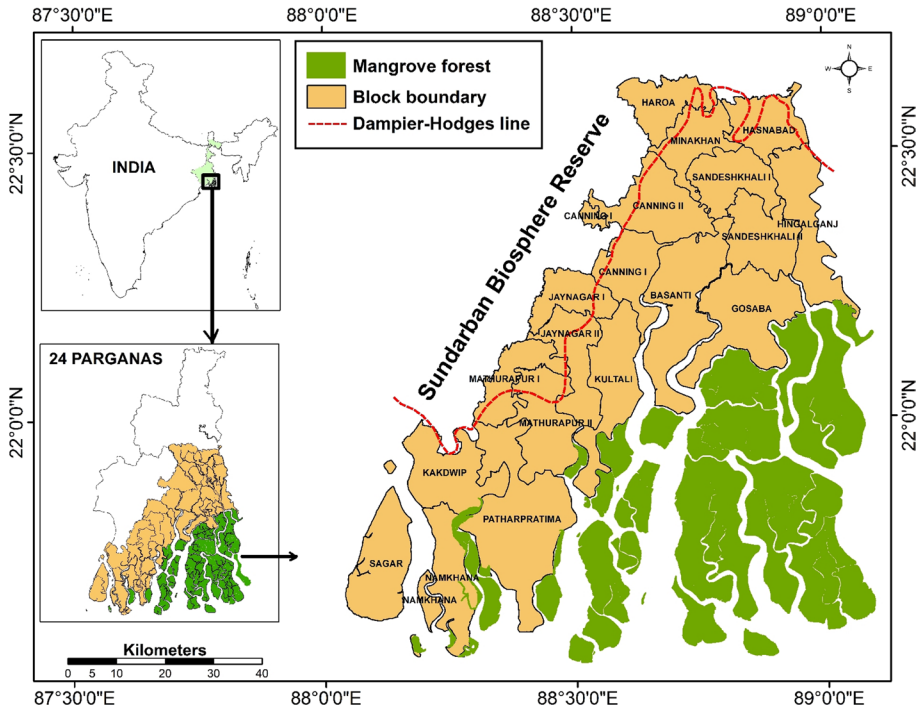 87°30'0"E 88°0'0"E 88°30'0"E 89°0'0"E
22°30'0"N
22°0'0"N
INDIA
24 PARGANAS
Kilometers
0 5 10 20 30 40
Mangrove forest
Block boundary
Dampier-Hodges line
N
W E
S
Sundarban Biosphere Reserve
HAROA
MINAKHAN
HASNABAD
SANDESHKHALI I
CANNING II
CANNING I
HINGALGANJ
SANDESHKHALI II
CANNING I
BASANTI
JAYNAGAR I
GOSABA
JAYNAGAR II
MATHURAPUR I
KULTALI
MATHURAPUR II
KAKDWIP
PATHARPRATIMA
SAGAR
NAMKHANA
NAMKHANA
22°30'0"N
22°0'0"N
87°30'0"E 88°0'0"E 88°30'0"E 89°0'0"E